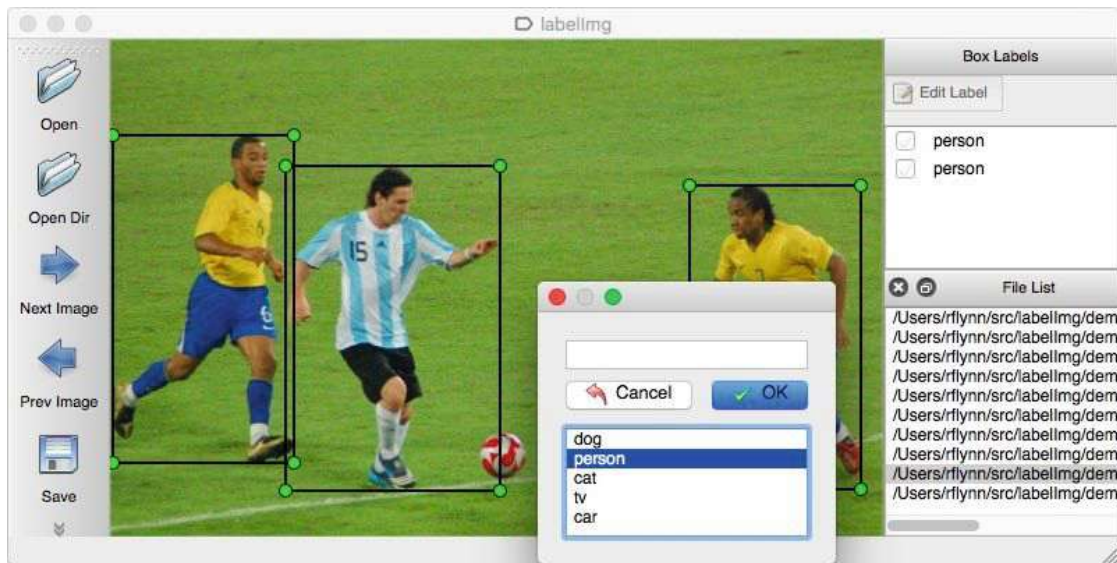 labelImg
Open
Open Dir
Next Image
Prev Image
Save
6
6
15
7
Cancel
OK
dog
person
cat
tv
car
Box Labels
Edit Label
person
person
File List
/Users/rflynn/src/labelImg/dem
/Users/rflynn/src/labelImg/dem
/Users/rflynn/src/labelImg/dem
/Users/rflynn/src/labelImg/dem
/Users/rflynn/src/labelImg/dem
/Users/rflynn/src/labelImg/dem
/Users/rflynn/src/labelImg/dem
/Users/rflynn/src/labelImg/dem
/Users/rflynn/src/labelImg/dem
/Users/rflynn/src/labelImg/dem